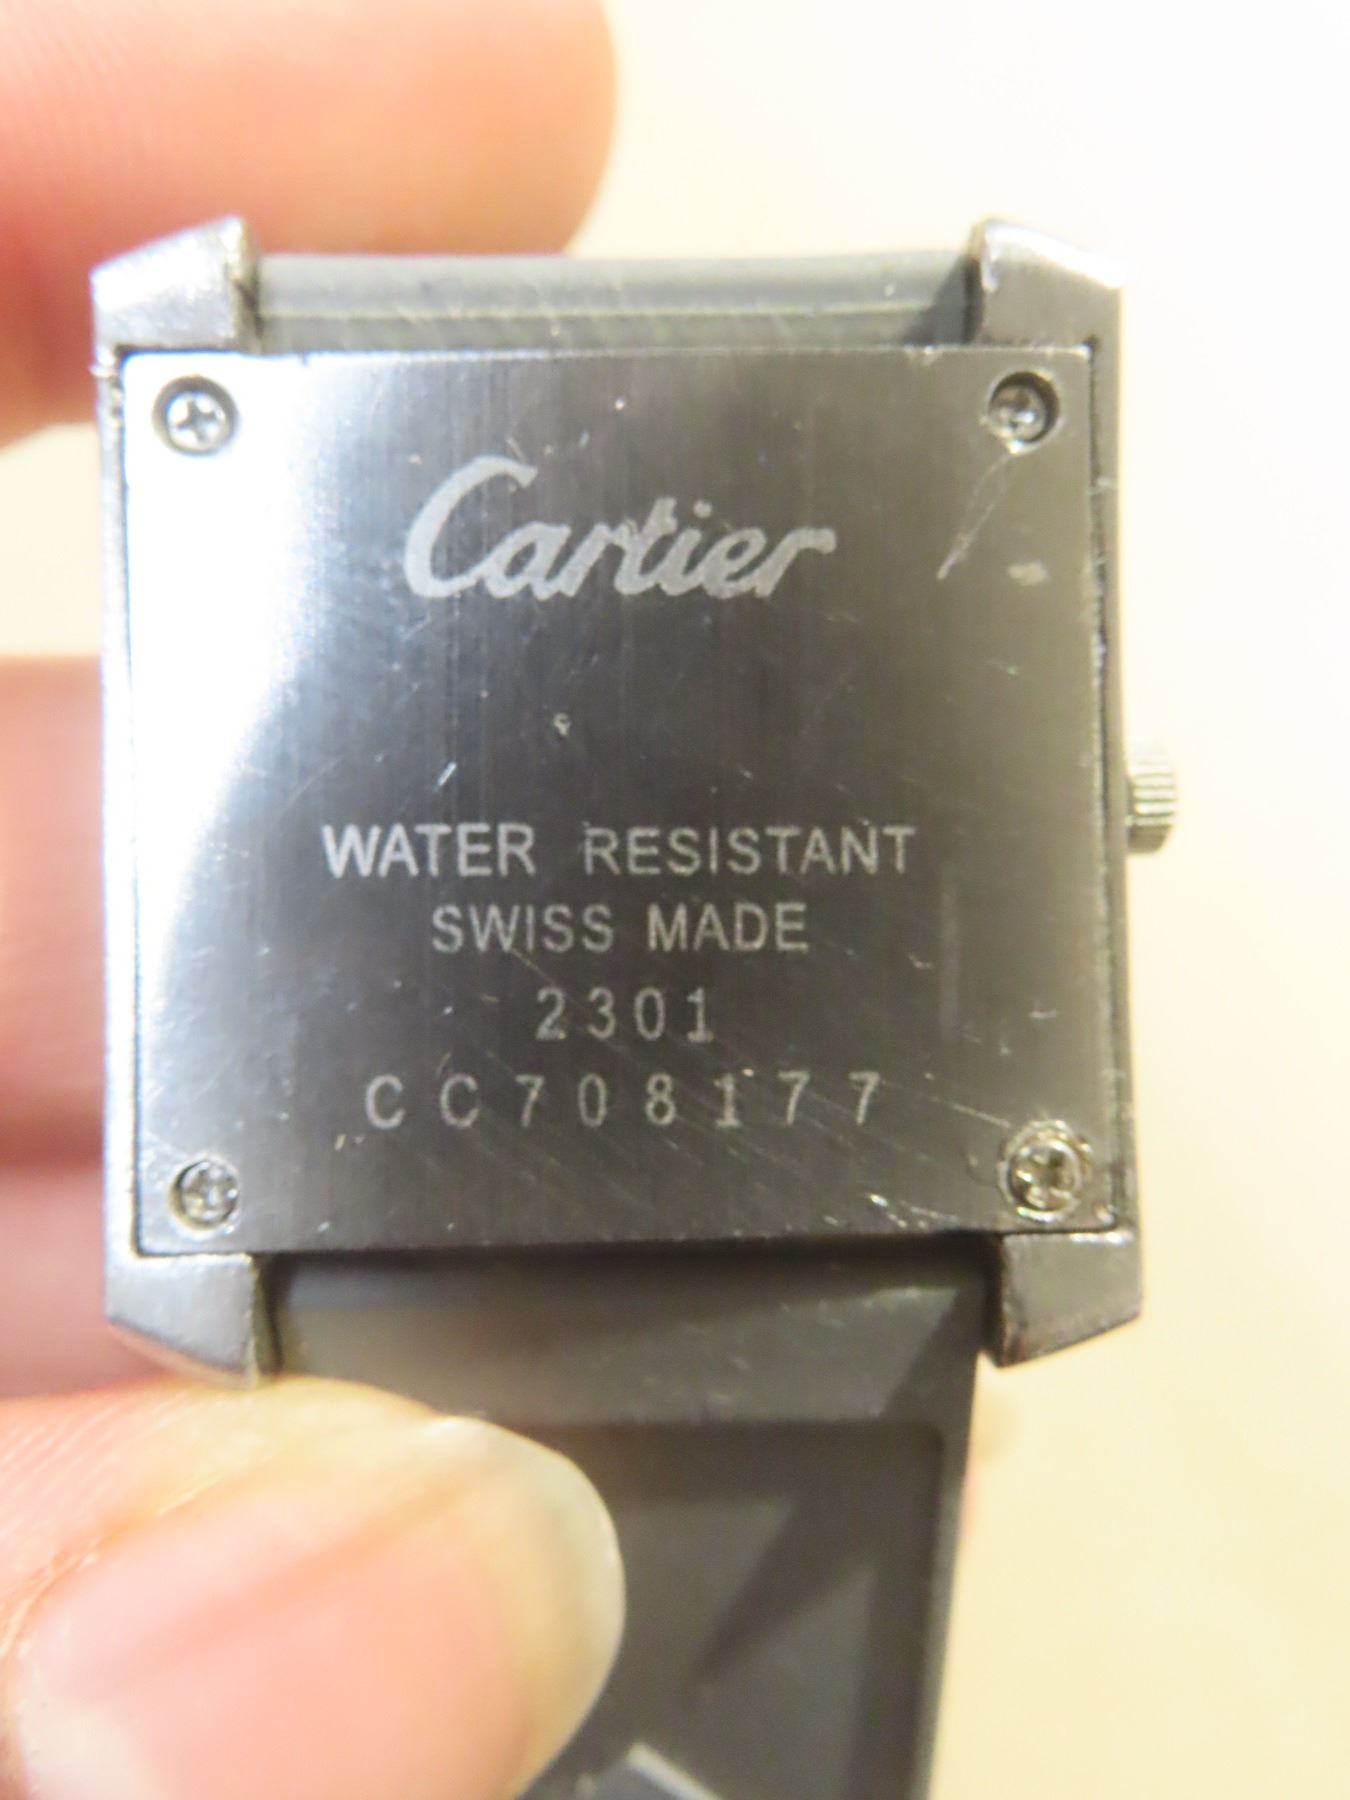 Cartier
WATER RESISTANT
SWISS MADE
2301
CC708177